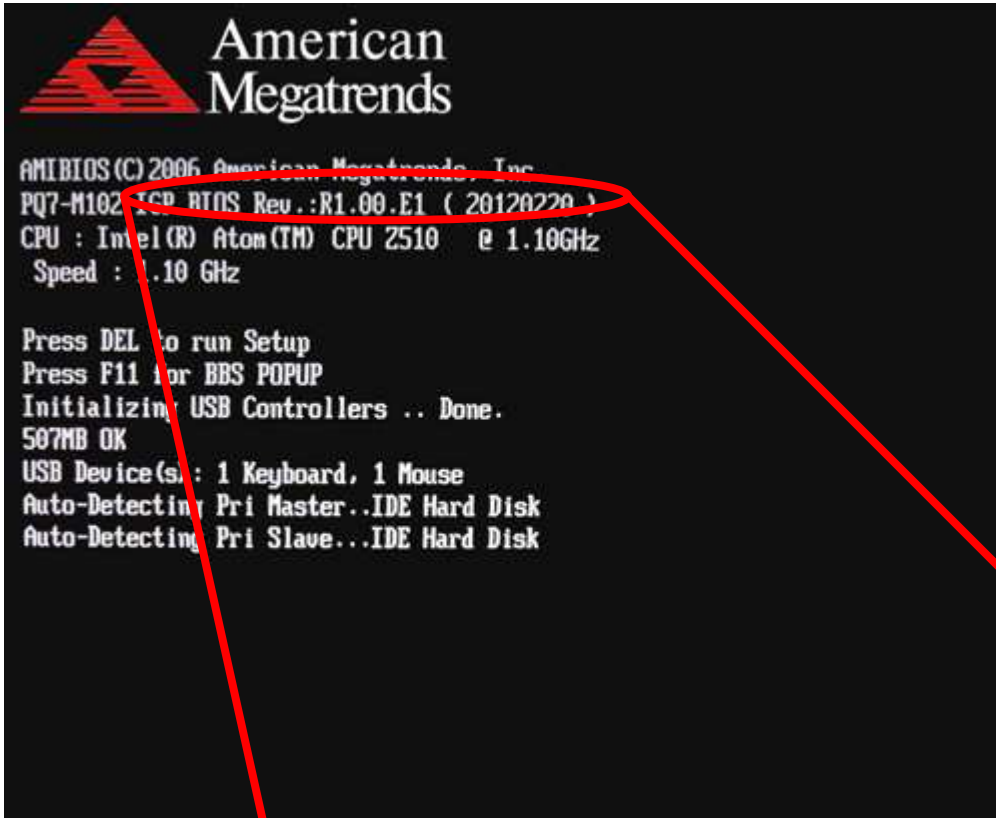 American
Megatrends
AMIBIOS(C)2006 American Megatrends, Inc.
PQ7-M102 IGP BIOS Rev.:R1.00.E1 ( 20120220 )
CPU : Intel(R) Atom(TM) CPU Z510 @ 1.10GHz
Speed : 1.10 GHz
Press DEL to run Setup
Press F11 for BBS POPUP
Initializing USB Controllers .. Done.
507MB OK
USB Device(s): 1 Keyboard, 1 Mouse
Auto-Detecting Pri Master..IDE Hard Disk
Auto-Detecting Pri Slave...IDE Hard Disk